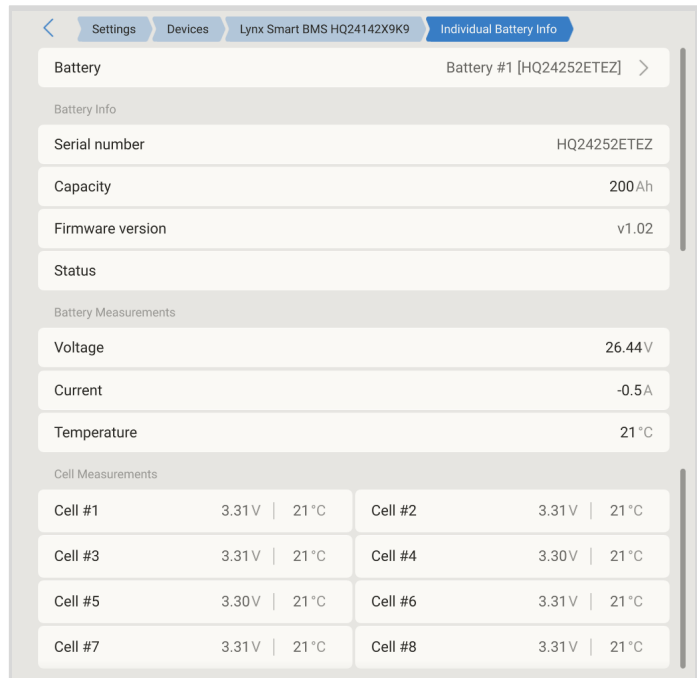 Settings Devices Lynx Smart BMS HQ24142X9K9 Individual Battery Info
Battery Battery #1 [HQ24252ETEZ]
Battery Info
Serial number HQ24252ETEZ
Capacity 200Ah
Firmware version v1.02
Status
Battery Measurements
Voltage 26.44V
Current -0.5A
Temperature 21°C
Cell Measurements
Cell #1 3.31V 21°C Cell #2 3.31V 21°C
Cell #3 3.31V 21°C Cell #4 3.30V 21°C
Cell #5 3.30V 21°C Cell #6 3.31V 21°C
Cell #7 3.31V 21°C Cell #8 3.31V 21°C